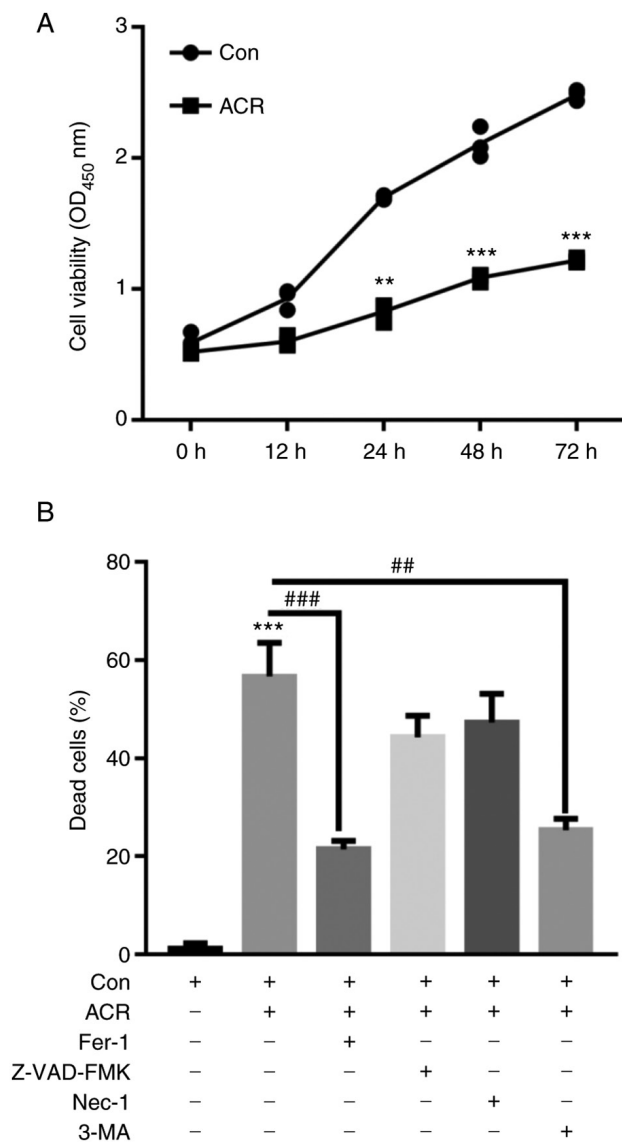 A
3
Con
ACR
2
Cell viability (OD450 nm)
***
***
**
1
0
0 h 12 h 24 h 48 h 72 h
B
80
##
###
***
60
Dead cells (%)
40
20
0
Con + + + + + +
ACR – + + + + +
Fer-1 – – + – – –
Z-VAD-FMK – – – + – –
Nec-1 – – – – + –
3-MA – – – – – +